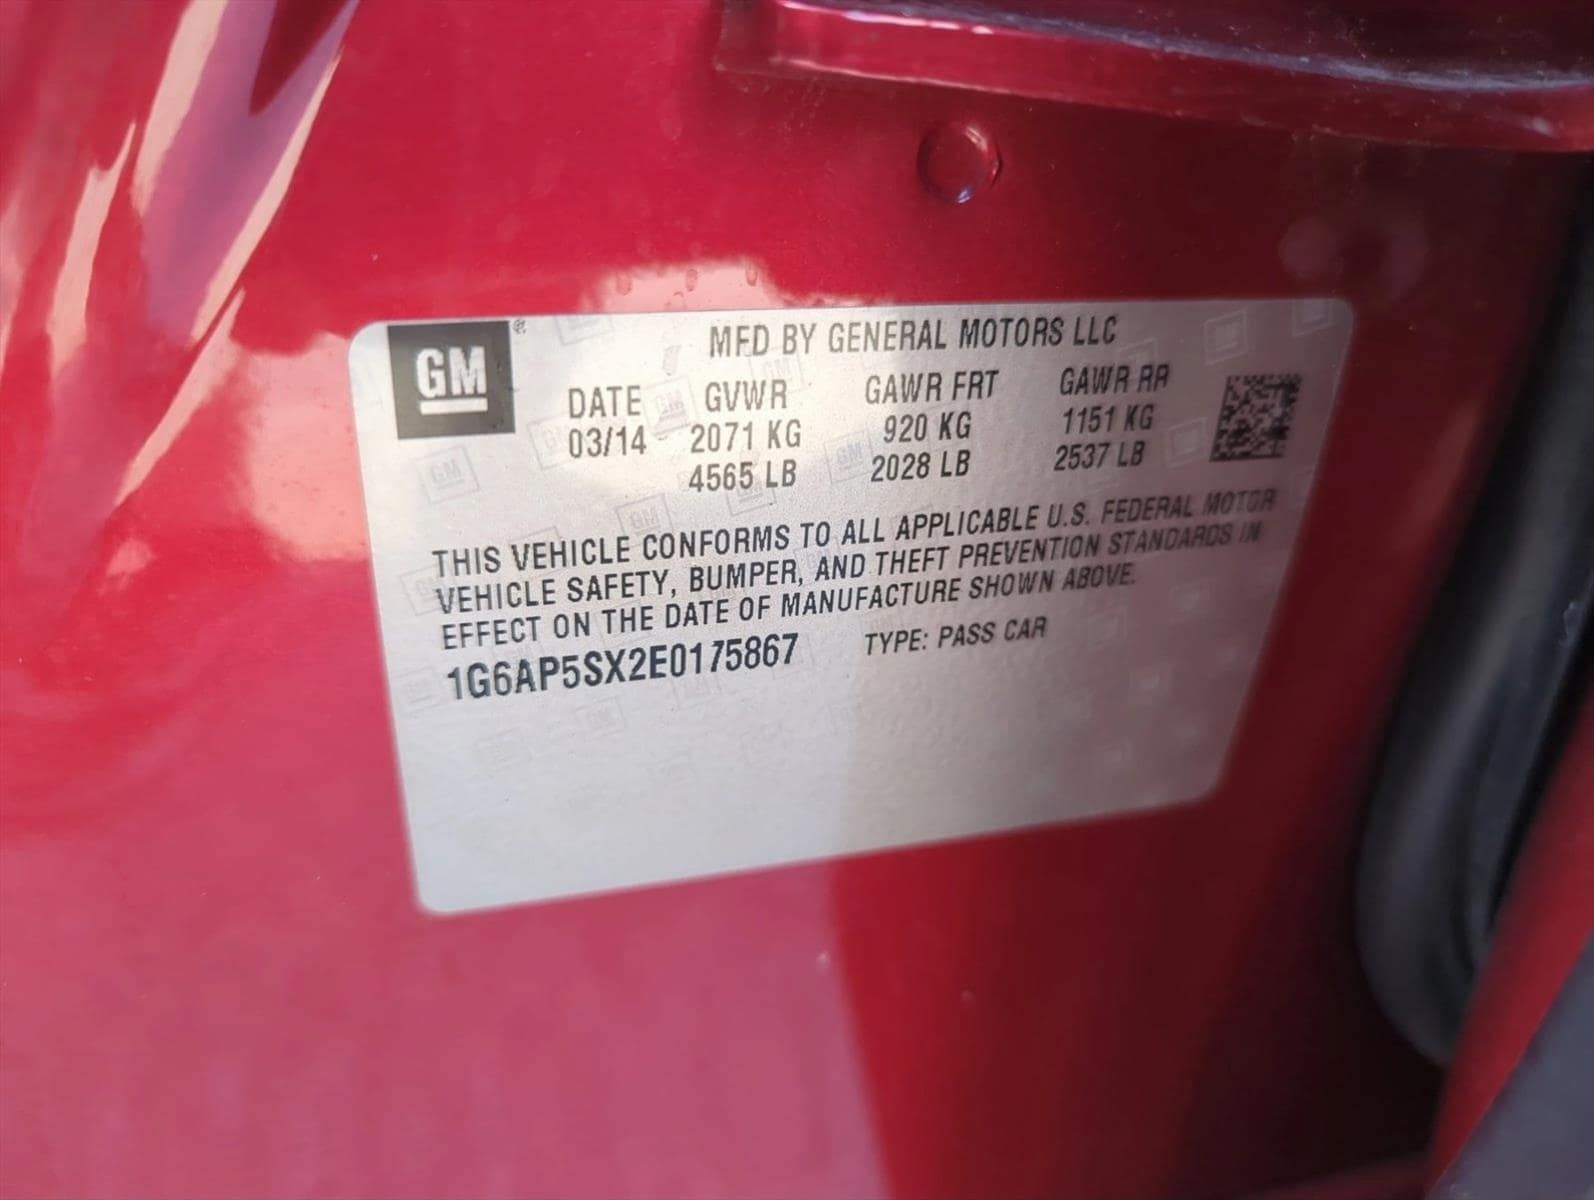 GM ®
MFD BY GENERAL MOTORS LLC
DATE GVWR GAWR FRT GAWR RR
03/14 2071 KG 920 KG 1151 KG
4565 LB 2028 LB 2537 LB
THIS VEHICLE CONFORMS TO ALL APPLICABLE U.S. FEDERAL MOTOR
VEHICLE SAFETY, BUMPER, AND THEFT PREVENTION STANDARDS IN
EFFECT ON THE DATE OF MANUFACTURE SHOWN ABOVE.
1G6AP5SX2E0175867 TYPE: PASS CAR